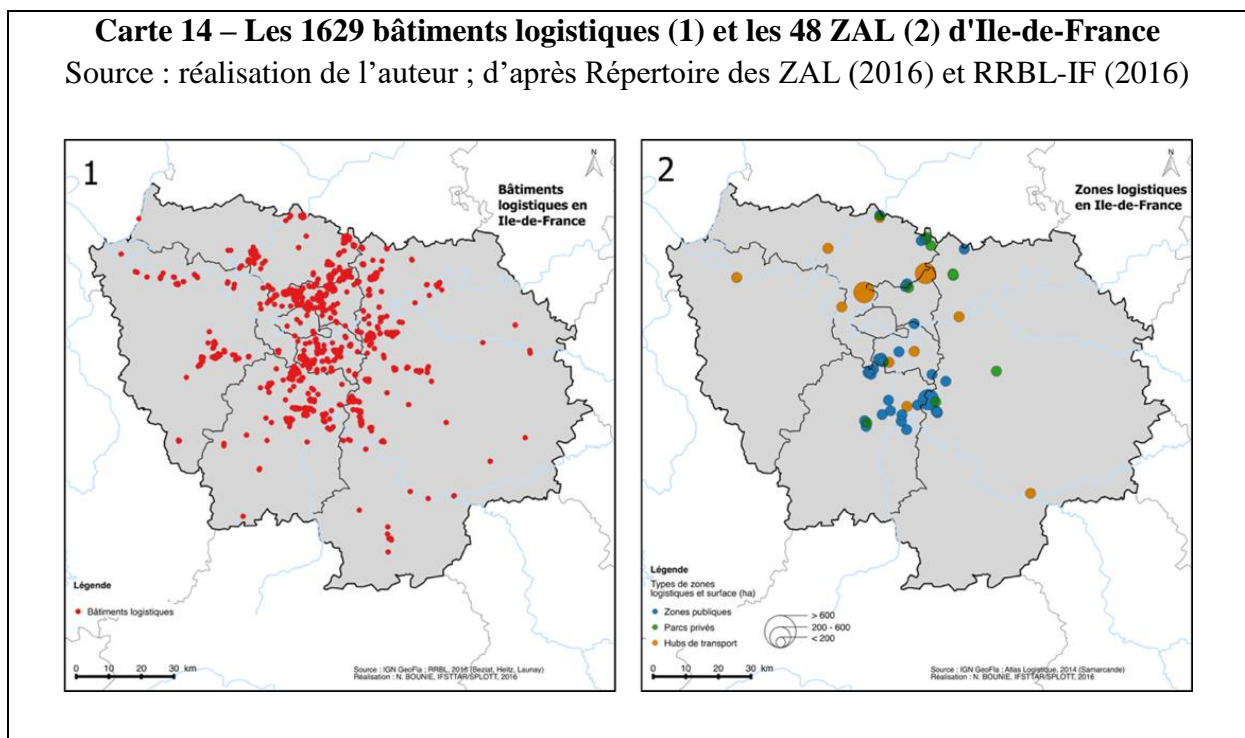 Carte 14 – Les 1629 bâtiments logistiques (1) et les 48 ZAL (2) d'Ile-de-France
Source : réalisation de l’auteur ; d’après Répertoire des ZAL (2016) et RRBL-IF (2016)
1
N
Bâtiments
logistiques en
Ile-de-France
Légende
Bâtiments logistiques
0 10 20 30 km
Source : IGN GeoFla ; RRBL, 2016 (Beziat, Heitz, Launay)
Réalisation : N. BOUNIE, IFSTTAR/SPLOTT, 2016
2
N
Zones logistiques
en Ile-de-France
Légende
Types de zones
logistiques et surface (ha)
Zones publiques
Parcs privés
Hubs de transport
> 600
200 - 600
< 200
0 10 20 30 km
Source : IGN GeoFla ; Atlas Logistique, 2014 (Samarcande)
Réalisation : N. BOUNIE, IFSTTAR/SPLOTT, 2016